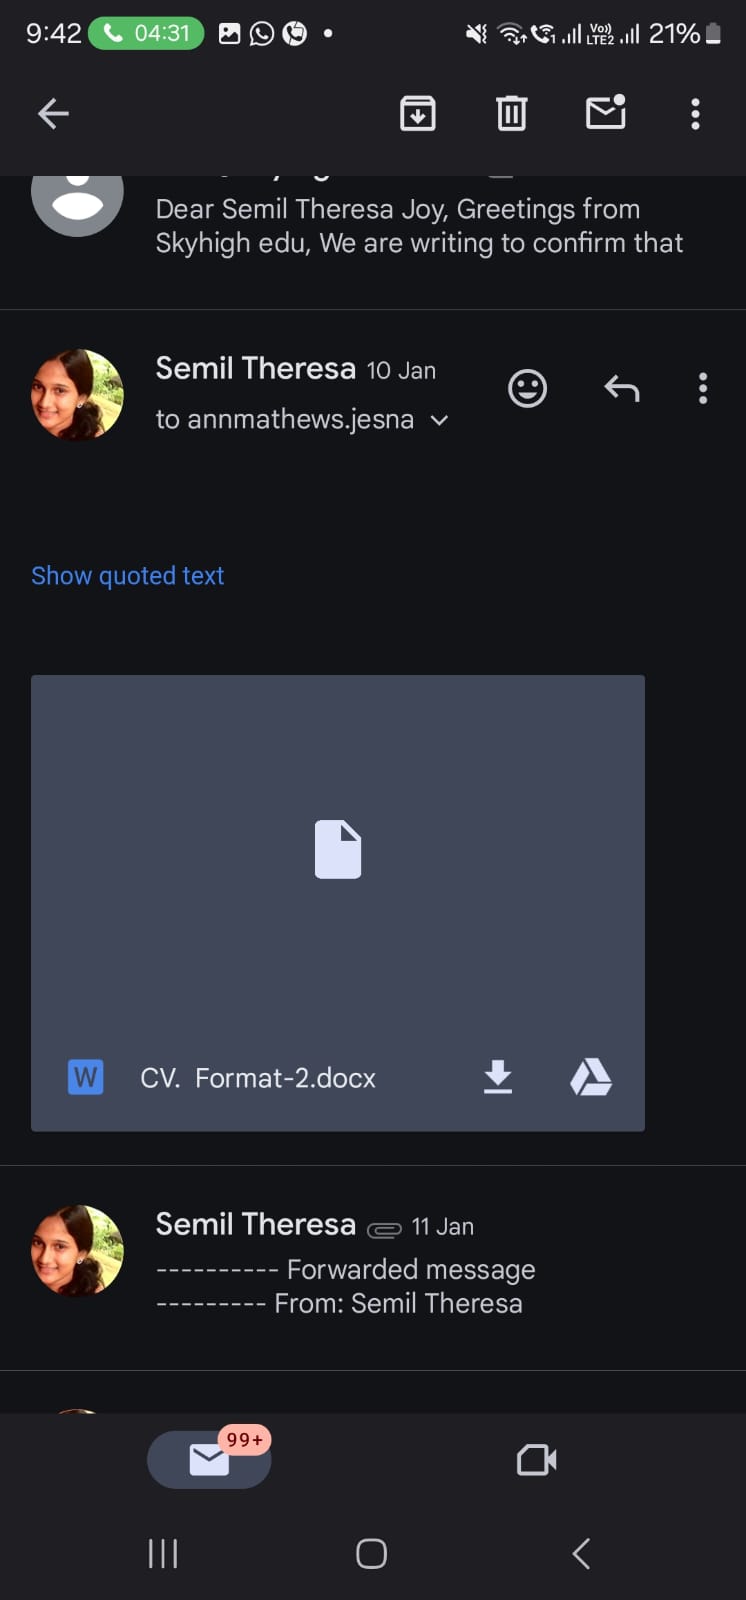 9:42 04:31 Vo)) LTE2 21%
Dear Semil Theresa Joy, Greetings from
Skyhigh edu, We are writing to confirm that
Semil Theresa 10 Jan
to annmathews.jesna
Show quoted text
W CV. Format-2.docx
Semil Theresa 11 Jan
---------- Forwarded message
--------- From: Semil Theresa
99+